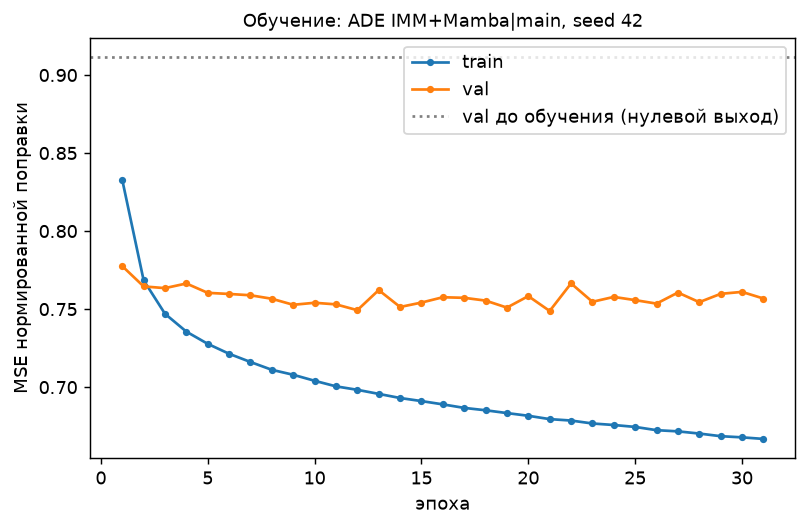 Обучение: ADE IMM+Mamba|main, seed 42
MSE нормированной поправки
0.90
0.85
0.80
0.75
0.70
train
val
val до обучения (нулевой выход)
0
5
10
15
20
25
30
эпоха